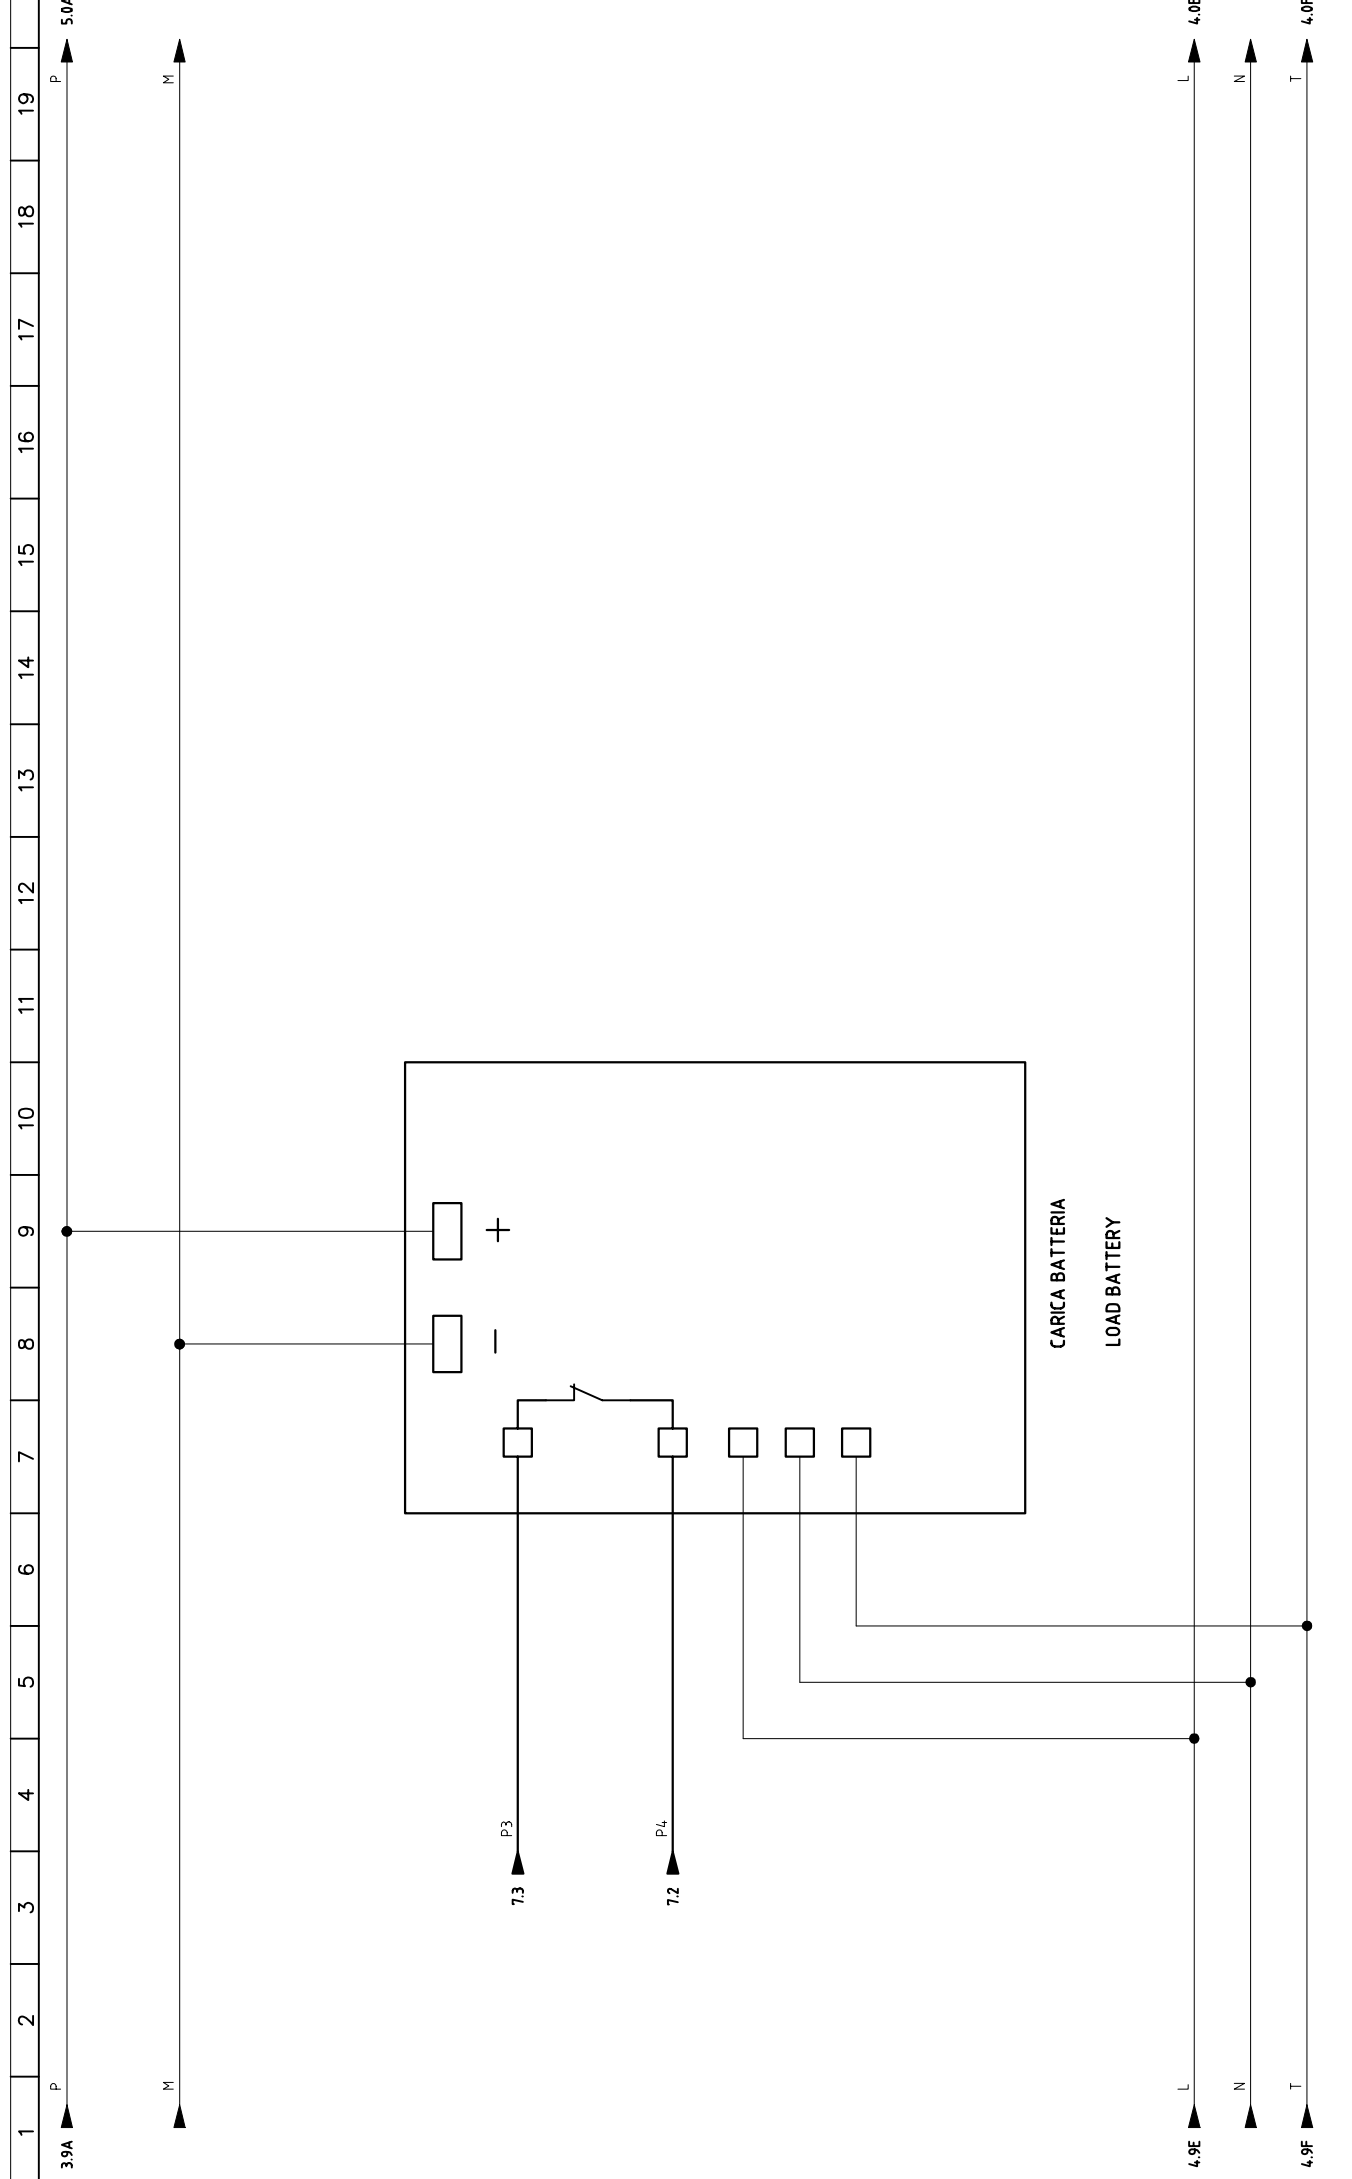 1 2 3 4 5 6 7 8 9 10 11 12 13 14 15 16 17 18 19
3.9A P P 5.0A
M M
7.3 P3
+
−
7.2 P4
CARICA BATTERIA
LOAD BATTERY
4.9E L L
N N
4.9F T T